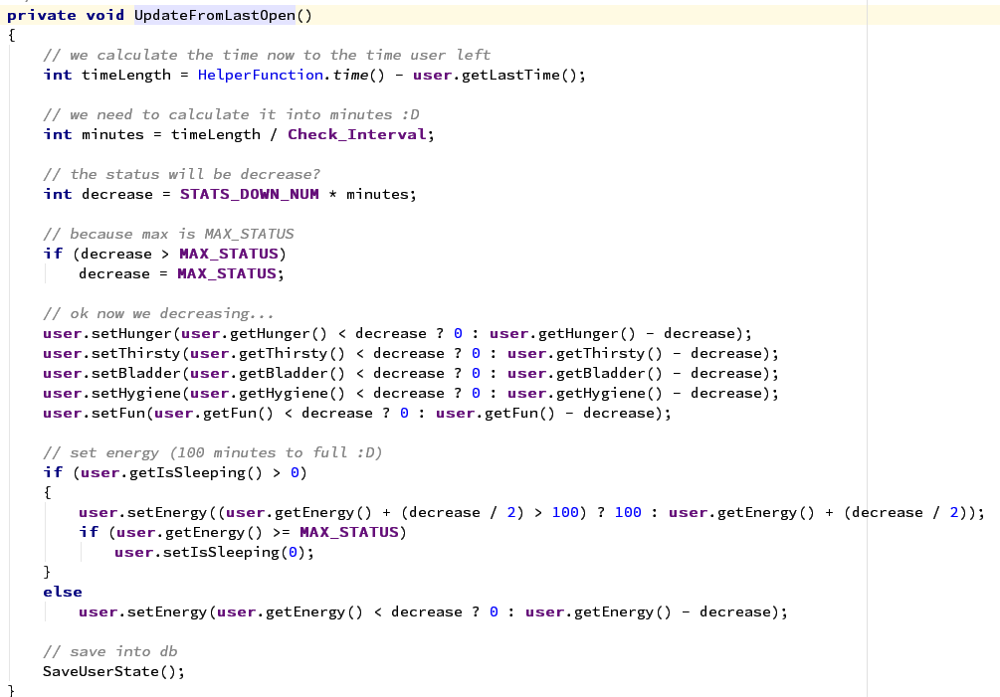 private void UpdateFromLastOpen()
{
// we calculate the time now to the time user left
int timeLength = HelperFunction.time() - user.getLastTime();
// we need to calculate it into minutes :D
int minutes = timeLength / Check_Interval;
// the status will be decrease?
int decrease = STATS_DOWN_NUM * minutes;
// because max is MAX_STATUS
if (decrease > MAX_STATUS)
decrease = MAX_STATUS;
// ok now we decreasing...
user.setHunger(user.getHunger() < decrease ? 0 : user.getHunger() - decrease);
user.setThirsty(user.getThirsty() < decrease ? 0 : user.getThirsty() - decrease);
user.setBladder(user.getBladder() < decrease ? 0 : user.getBladder() - decrease);
user.setHygiene(user.getHygiene() < decrease ? 0 : user.getHygiene() - decrease);
user.setFun(user.getFun() < decrease ? 0 : user.getFun() - decrease);
// set energy (100 minutes to full :D)
if (user.getIsSleeping() > 0)
{
user.setEnergy((user.getEnergy() + (decrease / 2) > 100) ? 100 : user.getEnergy() + (decrease / 2));
if (user.getEnergy() >= MAX_STATUS)
user.setIsSleeping(0);
}
else
user.setEnergy(user.getEnergy() < decrease ? 0 : user.getEnergy() - decrease);
// save into db
SaveUserState();
}